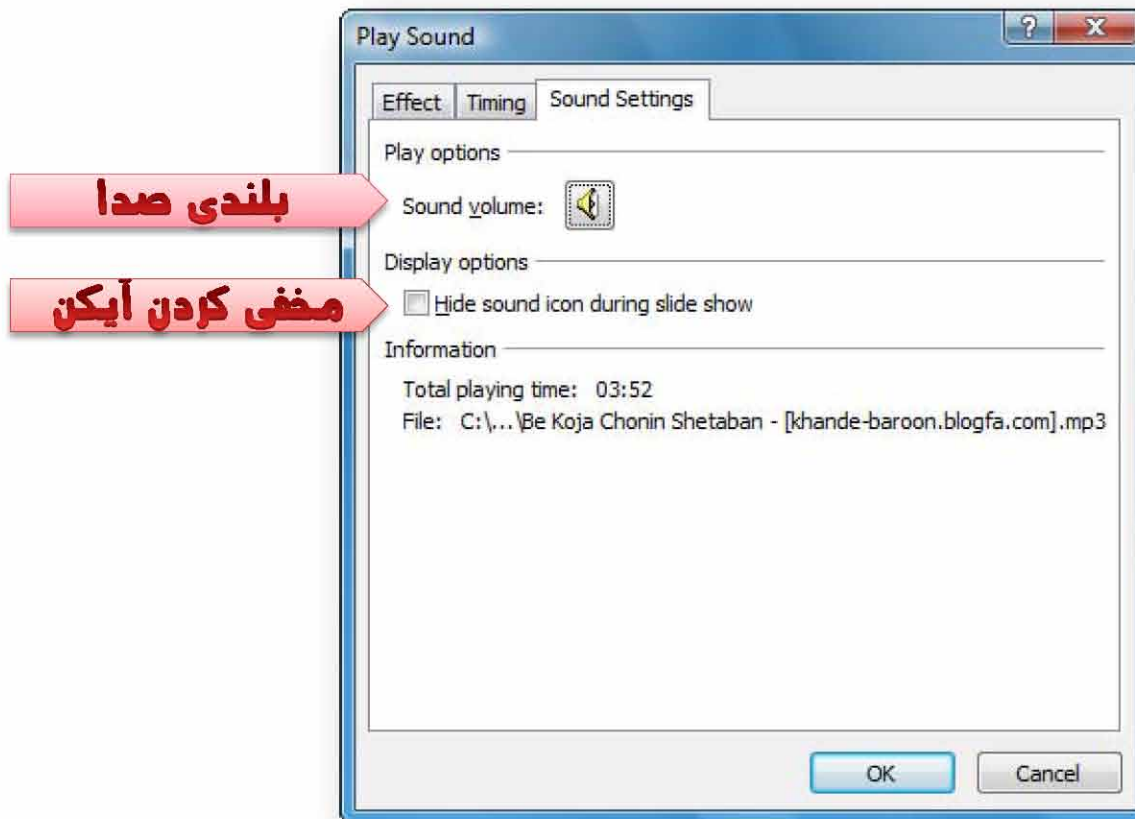 Play Sound
Effect Timing Sound Settings
Play options
بلندی صدا
Sound volume:
Display options
مخفی کردن آیکن
Hide sound icon during slide show
Information
Total playing time: 03:52
File: C:\...\Be Koja Chonin Shetaban - [khande-baroon.blogfa.com].mp3
OK Cancel